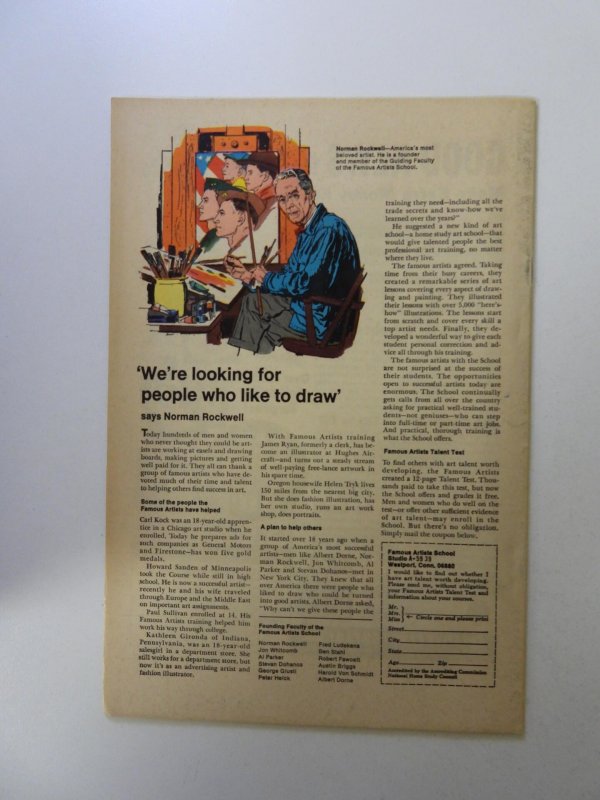 Norman Rockwell—America's most
beloved artist. He is a founder
and member of the Guiding Faculty
of the Famous Artists School.
'We're looking for
people who like to draw'
says Norman Rockwell
Today hundreds of men and women
who never thought they could be art-
ists are working at easels and drawing
boards, making pictures and getting
well paid for it. They all can thank a
group of famous artists who have de-
voted much of their time and talent
to helping others find success in art.
Some of the people the
Famous Artists have helped
Carl Kock was an 18-year-old appren-
tice in a Chicago art studio when he
enrolled. Today he prepares ads for
such companies as General Motors
and Firestone—has won five gold
medals.
Howard Sanden of Minneapolis
took the Course while still in high
school. He is now a successful artist—
recently he and his wife traveled
through Europe and the Middle East
on important art assignments.
Paul Sullivan enrolled at 14. His
Famous Artists training helped him
work his way through college.
Kathleen Gironda of Indiana,
Pennsylvania, was an 18-year-old
salesgirl in a department store. She
still works for a department store, but
now it's as an advertising artist and
fashion illustrator.
With Famous Artists training
James Ryan, formerly a clerk, has be-
come an illustrator at Hughes Air-
craft—and turns out a steady stream
of well-paying free-lance artwork in
his spare time.
Oregon housewife Helen Tryk lives
150 miles from the nearest big city.
But she does fashion illustration, has
her own studio, runs an art work
shop, does portraits.
A plan to help others
It started over 18 years ago when a
group of America's most successful
artists—men like Albert Dorne, Nor-
man Rockwell, Jon Whitcomb, Al
Parker and Stevan Dohanos—met in
New York City. They knew that all
over America there were people who
liked to draw who could be turned
into good artists. Albert Dorne asked,
"Why can't we give these people the
Founding Faculty of the
Famous Artists School
Norman Rockwell
Jon Whitcomb
Al Parker
Stevan Dohanos
George Giusti
Peter Helck
Fred Ludekens
Ben Stahl
Robert Fawcett
Austin Briggs
Harold Von Schmidt
Albert Dorne
training they need—including all the
trade secrets and know-how we've
learned over the years?"
He suggested a new kind of art
school—a home study art school—that
would give talented people the best
professional art training, no matter
where they live.
The famous artists agreed. Taking
time from their busy careers, they
created a remarkable series of art
lessons covering every aspect of draw-
ing and painting. They illustrated
their lessons with over 5,000 "here's-
how" illustrations. The lessons start
from scratch and cover every skill a
top artist needs. Finally, they de-
veloped a wonderful way to give each
student personal correction and ad-
vice all through his training.
The famous artists with the School
are not surprised at the success of
their students. The opportunities
open to successful artists today are
enormous. The School continually
gets calls from all over the country
asking for practical well-trained stu-
dents—not geniuses—who can step
into full-time or part-time art jobs.
And practical, thorough training is
what the School offers.
Famous Artists Talent Test
To find others with art talent worth
developing, the Famous Artists
created a 12-page Talent Test. Thou-
sands paid to take this test, but now
the School offers and grades it free.
Men and women who do well on the
test—or offer other sufficient evidence
of art talent—may enroll in the
School. But there's no obligation.
Simply mail the coupon below.
Famous Artists School
Studio
Westport, Conn. 06880
I would like to find out whether I
have art talent worth developing.
Please send me, without obligation,
your Famous Artists Talent Test and
information about your courses.
Mr.
Mrs.
Miss
Circle one and please print
Street
City
State
Age Zip
Accredited by the Accrediting Commission
National Home Study Council